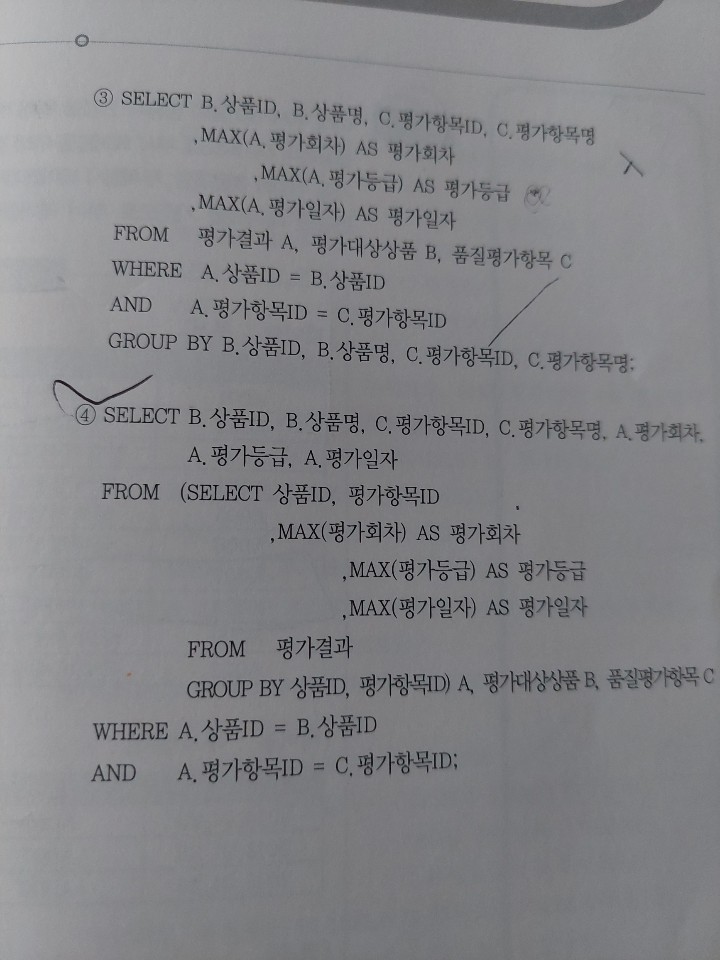 ③ SELECT B.상품ID, B.상품명, C.평가항목ID, C.평가항목명
,MAX(A.평가회차) AS 평가회차
,MAX(A.평가등급) AS 평가등급
,MAX(A.평가일자) AS 평가일자
FROM 평가결과 A, 평가대상상품 B, 품질평가항목 C
WHERE A.상품ID = B.상품ID
AND A.평가항목ID = C.평가항목ID
GROUP BY B.상품ID, B.상품명, C.평가항목ID, C.평가항목명;
④ SELECT B.상품ID, B.상품명, C.평가항목ID, C.평가항목명, A.평가회차,
A.평가등급, A.평가일자
FROM (SELECT 상품ID, 평가항목ID
,MAX(평가회차) AS 평가회차
,MAX(평가등급) AS 평가등급
,MAX(평가일자) AS 평가일자
FROM 평가결과
GROUP BY 상품ID, 평가항목ID) A, 평가대상상품 B, 품질평가항목 C
WHERE A.상품ID = B.상품ID
AND A.평가항목ID = C.평가항목ID;